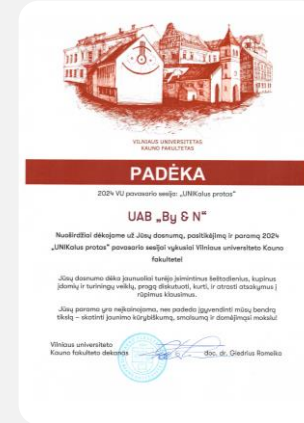 VILNIAUS UNIVERSITETAS
KAUNO FAKULTETAS
PADĖKA
2024 VU pavasario sesija: „UNIKalus protas"
UAB „By & N“
Nuoširdžiai dėkojame už Jūsų dosnumą, pasitikėjimą ir paramą 2024
„UNIKalus protas" pavasario sesijai vykusiai Vilniaus universiteto Kauno
fakultete!
Jūsų dosnumo dėka jaunuoliai turėjo įsimintinus šeštadienius, kupinus
įdomių ir turiningų veiklų, progą diskutuoti, kurti, ir atrasti atsakymus į
rūpimus klausimus.
Jūsų parama yra neįkainojama, nes padeda įgyvendinti mūsų bendrą
tikslą – skatinti jaunimo kūrybiškumą, smalsumą ir domėjimąsi mokslu!
Vilniaus universiteto
Kauno fakulteto dekanas
doc. dr. Giedrius Romeika